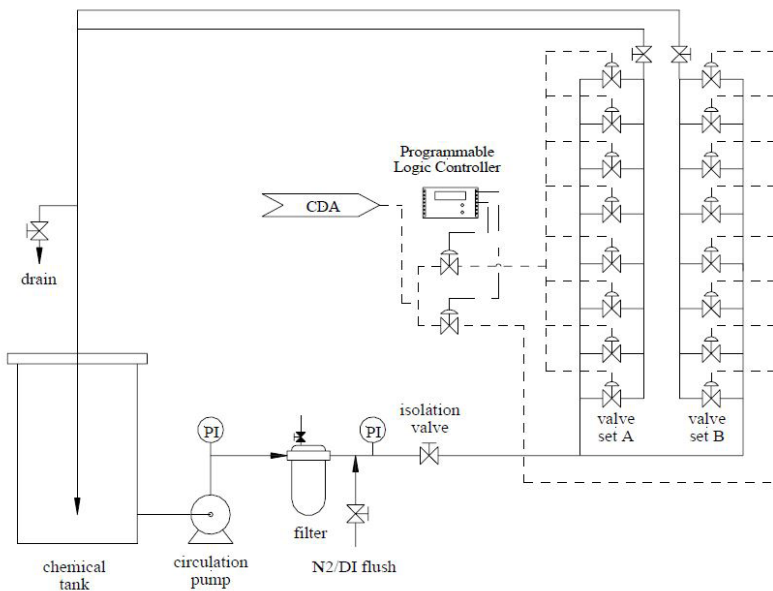 Programmable
Logic Controller
CDA
drain
isolation
valve
valve
set A
valve
set B
PI
PI
filter
N2/DI flush
circulation
pump
chemical
tank